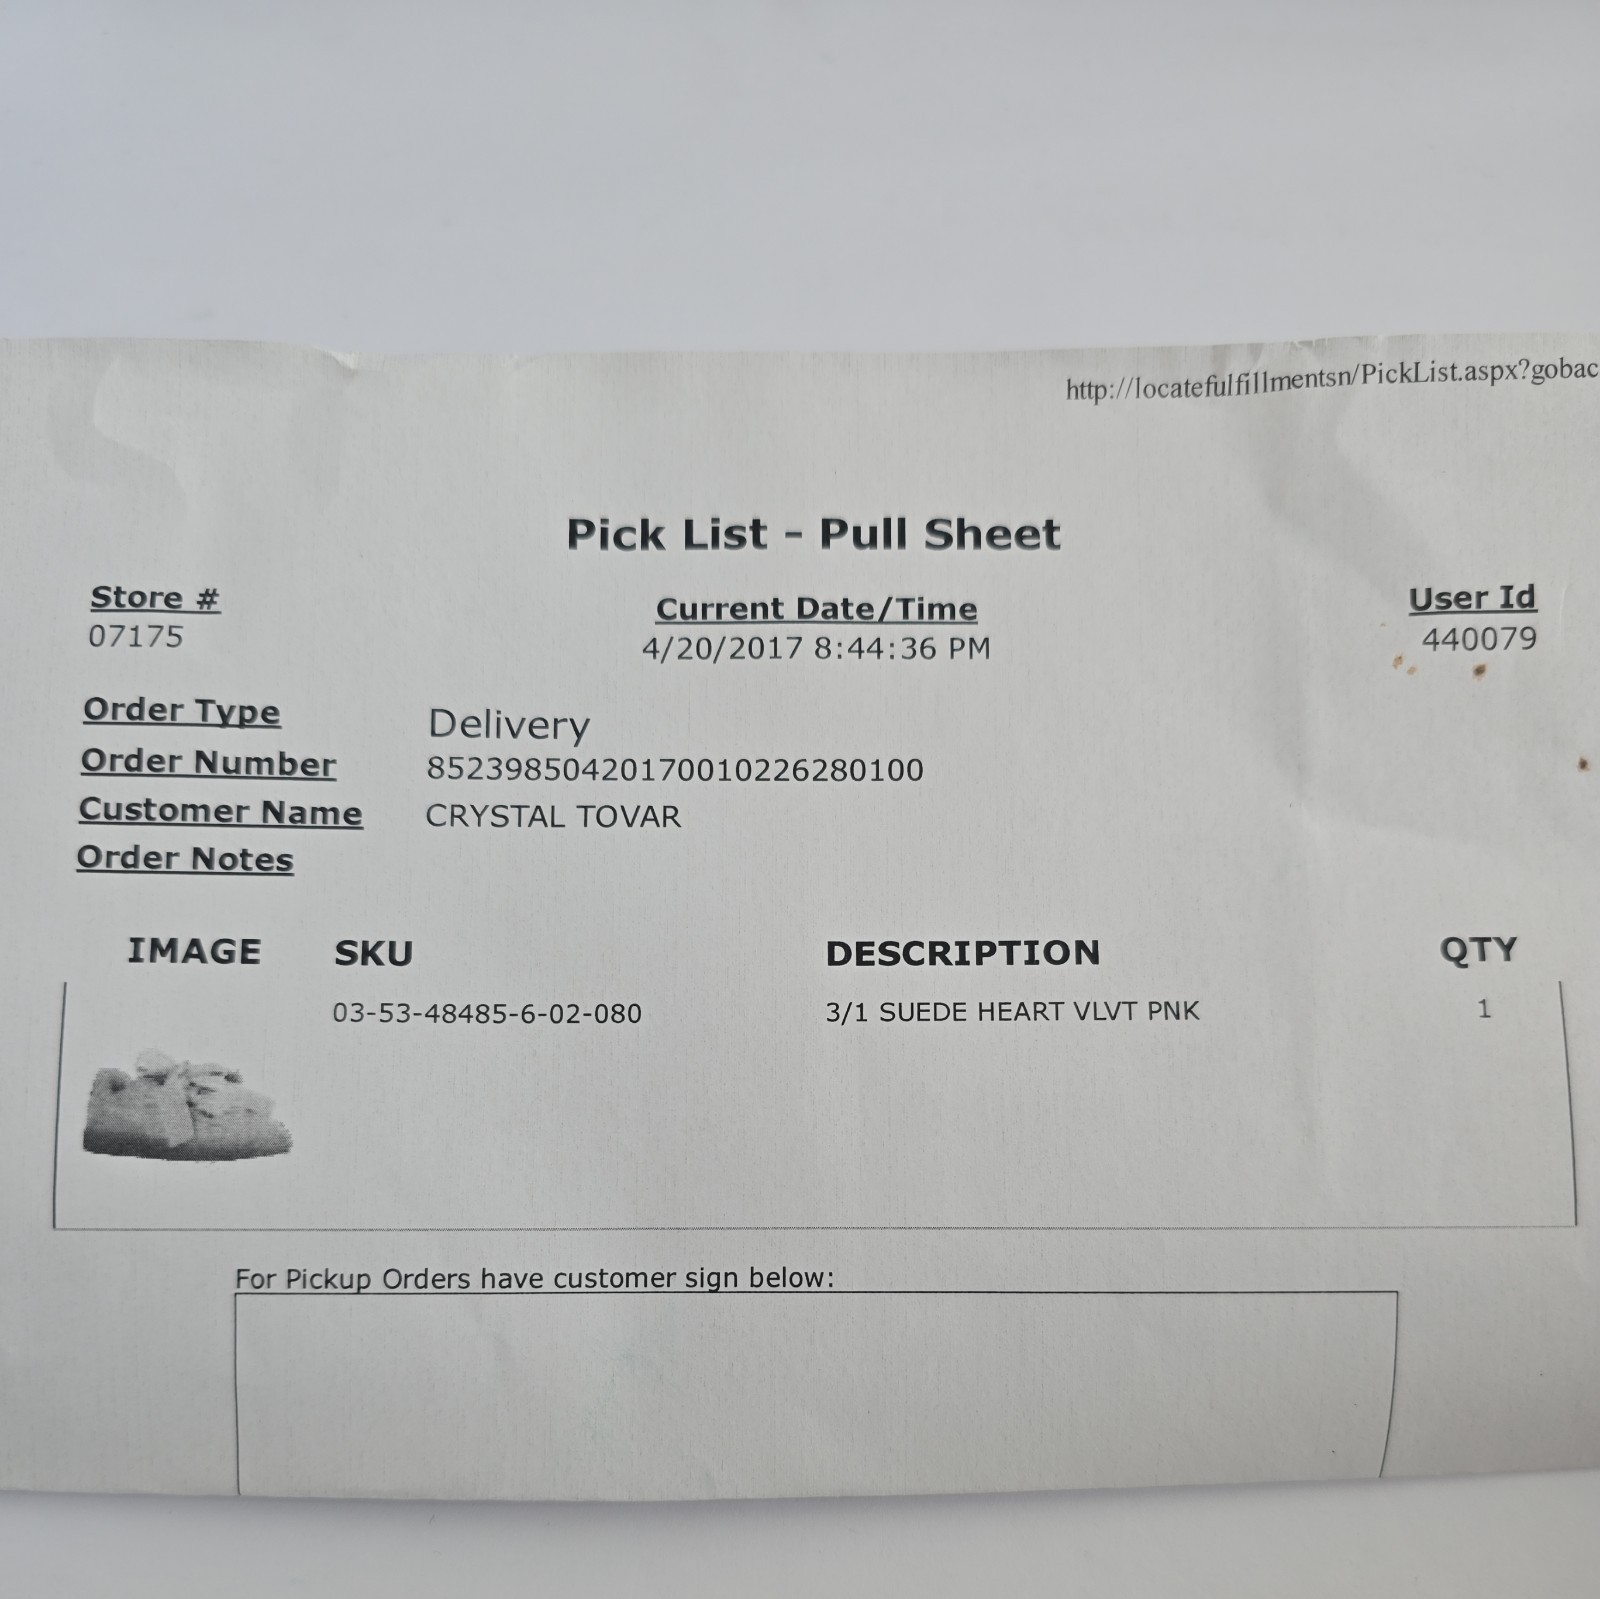 http://locatefulfillmentsn/PickList.aspx?gobac
Pick List - Pull Sheet
Store #
07175
Current Date/Time
4/20/2017 8:44:36 PM
User Id
440079
Order Type Delivery
Order Number 85239850420170010226280100
Customer Name CRYSTAL TOVAR
Order Notes
IMAGE SKU DESCRIPTION QTY
03-53-48485-6-02-080 3/1 SUEDE HEART VLVT PNK 1
For Pickup Orders have customer sign below: